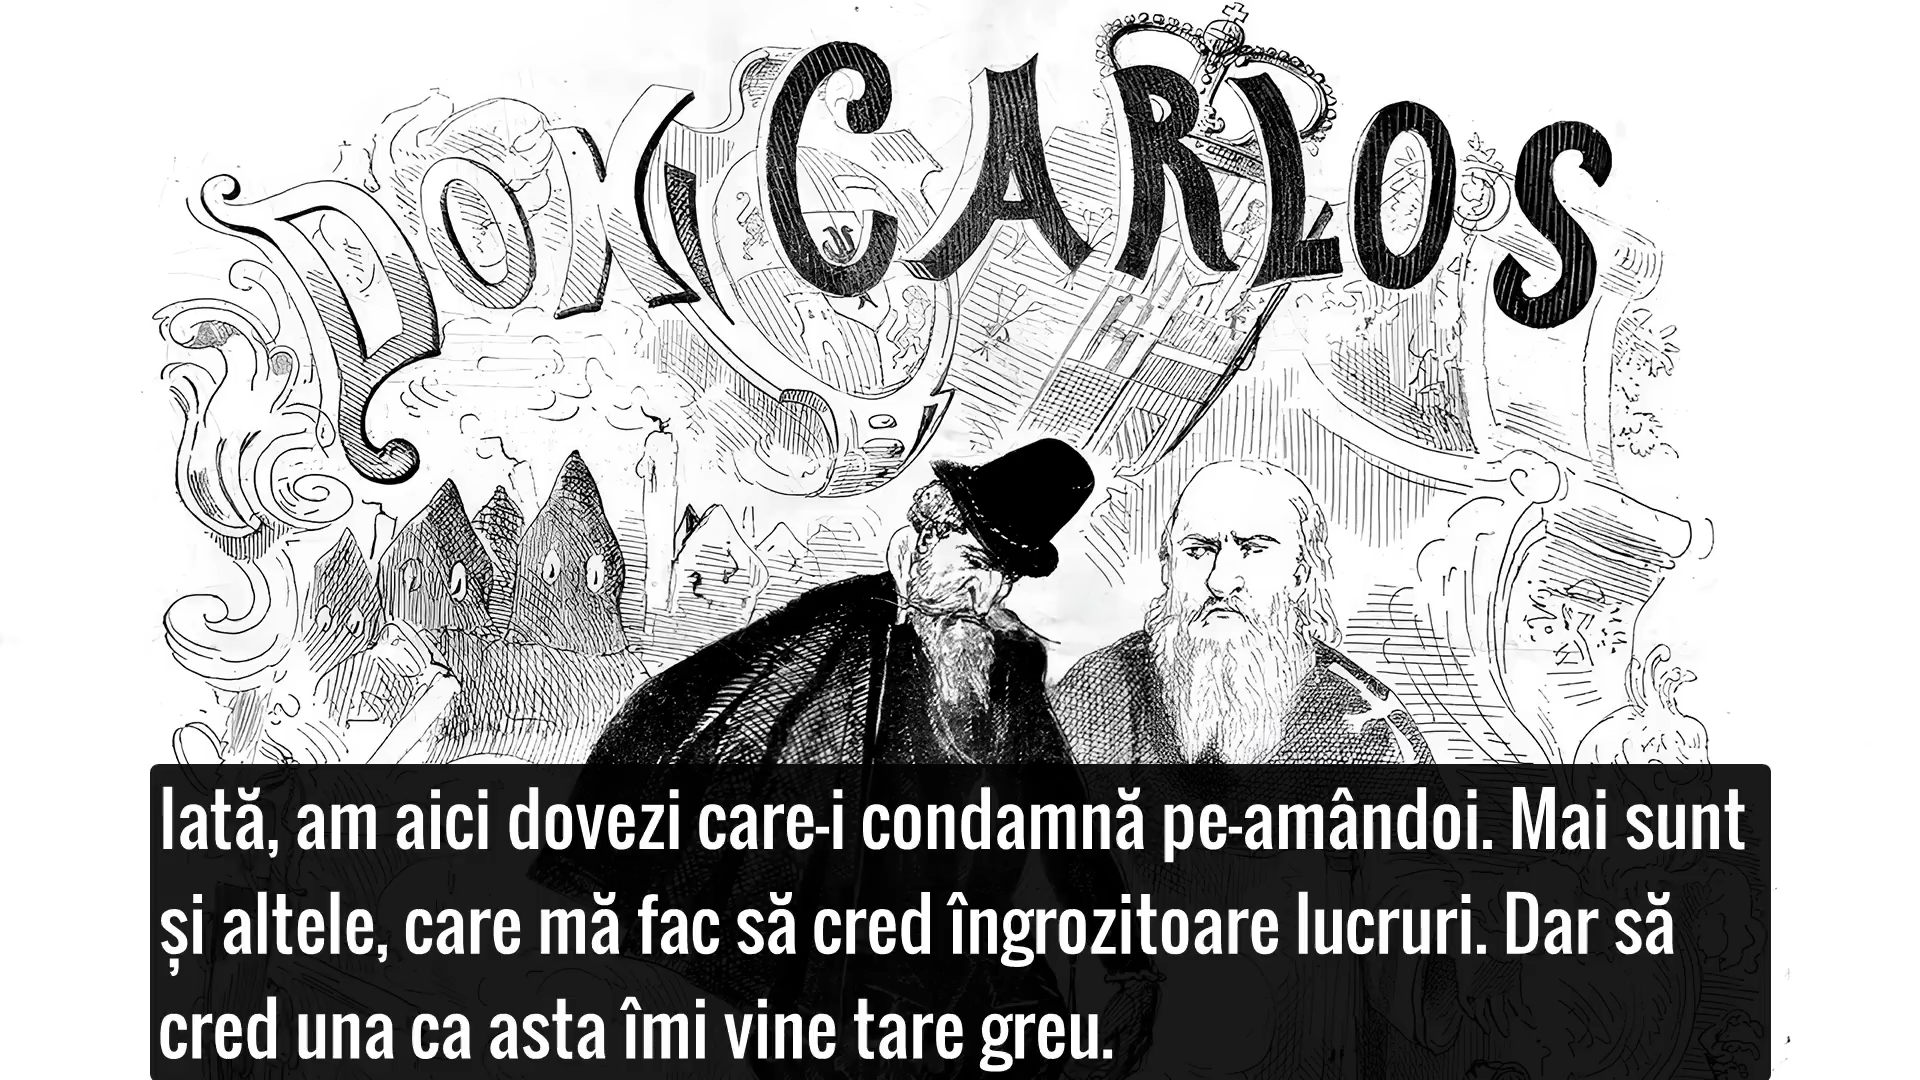 DON CARLOS
Iată, am aici dovezi care-i condamnă pe-amândoi. Mai sunt
și altele, care mă fac să cred îngrozitoare lucruri. Dar să
cred una ca asta îmi vine tare greu.